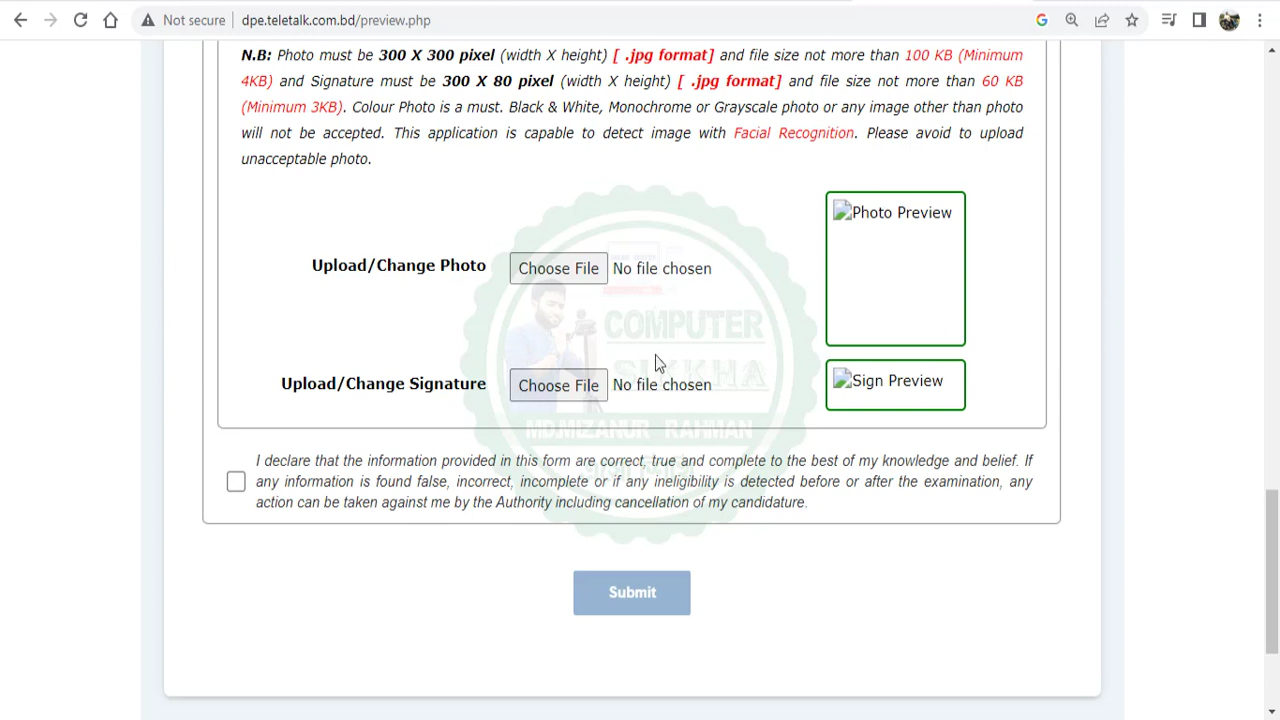 Not secure
dpe.teletalk.com.bd/preview.php
N.B: Photo must be 300 X 300 pixel (width X height) [ .jpg format] and file size not more than 100 KB (Minimum
4KB) and Signature must be 300 X 80 pixel (width X height) [ .jpg format] and file size not more than 60 KB
(Minimum 3KB). Colour Photo is a must. Black & White, Monochrome or Grayscale photo or any image other than photo
will not be accepted. This application is capable to detect image with Facial Recognition. Please avoid to upload
unacceptable photo.
Photo Preview
Upload/Change Photo
Choose File
No file chosen
COMPUTER
SIKKHA
Upload/Change Signature
Choose File
No file chosen
Sign Preview
MD.MIZANUR RAHMAN
I declare that the information provided in this form are correct, true and complete to the best of my knowledge and belief. If
any information is found false, incorrect, incomplete or if any ineligibility is detected before or after the examination, any
action can be taken against me by the Authority including cancellation of my candidature.
Submit